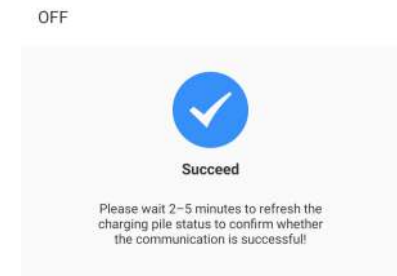 OFF
Succeed
Please wait 2–5 minutes to refresh the
charging pile status to confirm whether
the communication is successful!